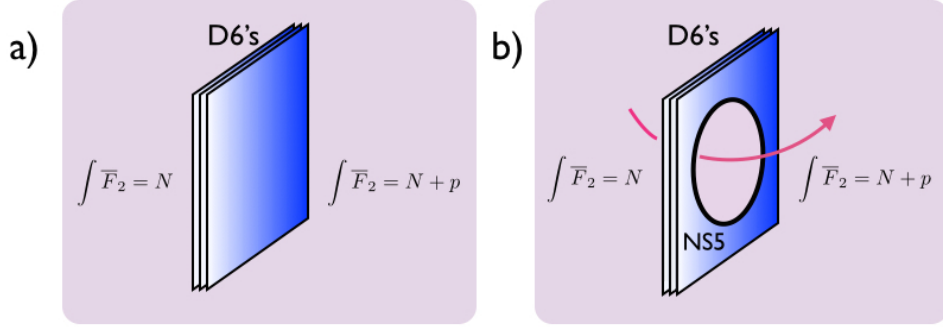 a)
D6's
∫ F̅₂ = N
∫ F̅₂ = N + p
b)
D6's
∫ F̅₂ = N
∫ F̅₂ = N + p
NS5